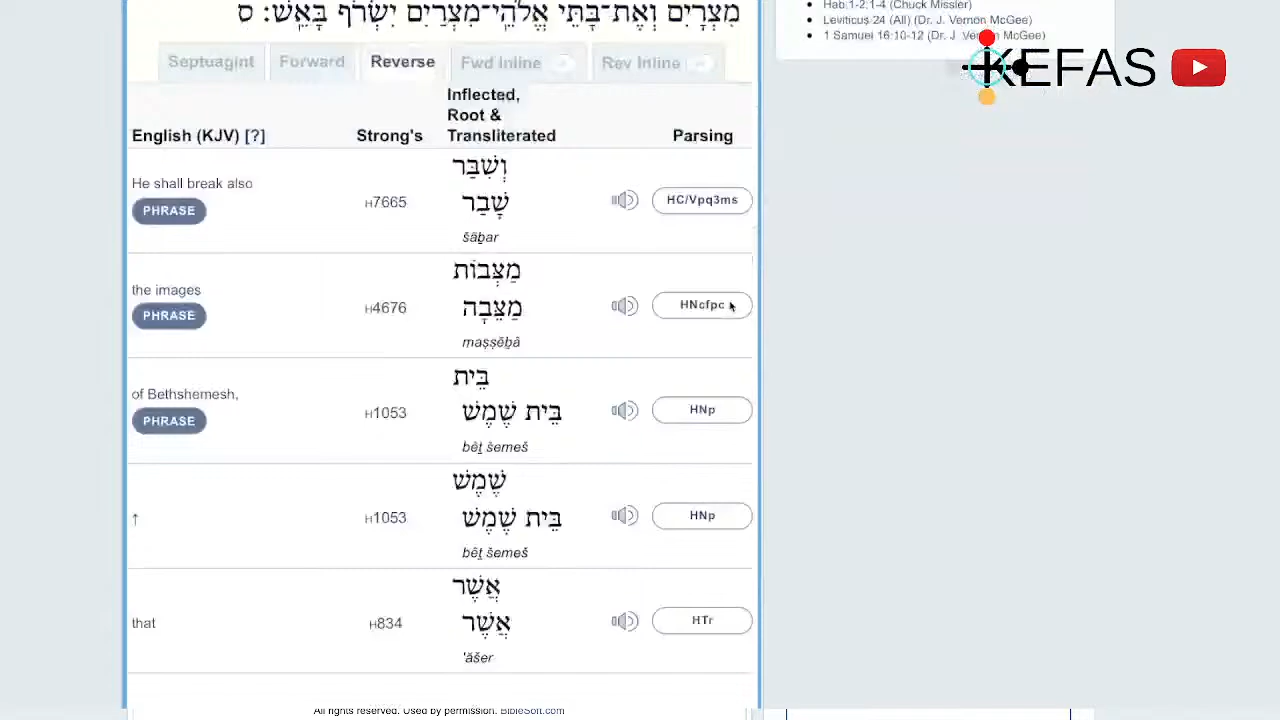 מִצְרָיִם וְאֶת־בָּתֵּי אֱלֹהֵי־מִצְרַיִם יִשְׂרֹף בָּאֵשׁ׃ ס
Hab.1-2;1-4 (Chuck Missler)
Leviticus 24 (All) (Dr. J. Vernon McGee)
1 Samuel 16:10-12 (Dr. J. Vernon McGee)
KEFAS
Septuagint Forward Reverse Fwd Inline Rev Inline
English (KJV) [?] Strong's Inflected, Root & Transliterated Parsing
He shall break also
PHRASE
H7665
וְשִׁבַּר
שָׁבַר
šāḇar
HC/Vpq3ms
the images
PHRASE
H4676
מַצְּבוֹת
מַצֵּבָה
maṣṣēḇâ
HNcfpc
of Bethshemesh,
PHRASE
H1053
בֵּית
בֵּית שֶׁמֶשׁ
bêṯ šemeš
HNp
↑
H1053
שֶׁמֶשׁ
בֵּית שֶׁמֶשׁ
bêṯ šemeš
HNp
that
H834
אֲשֶׁר
אֲשֶׁר
'ăšer
HTr
All rights reserved. Used by permission. BibleSoft.com